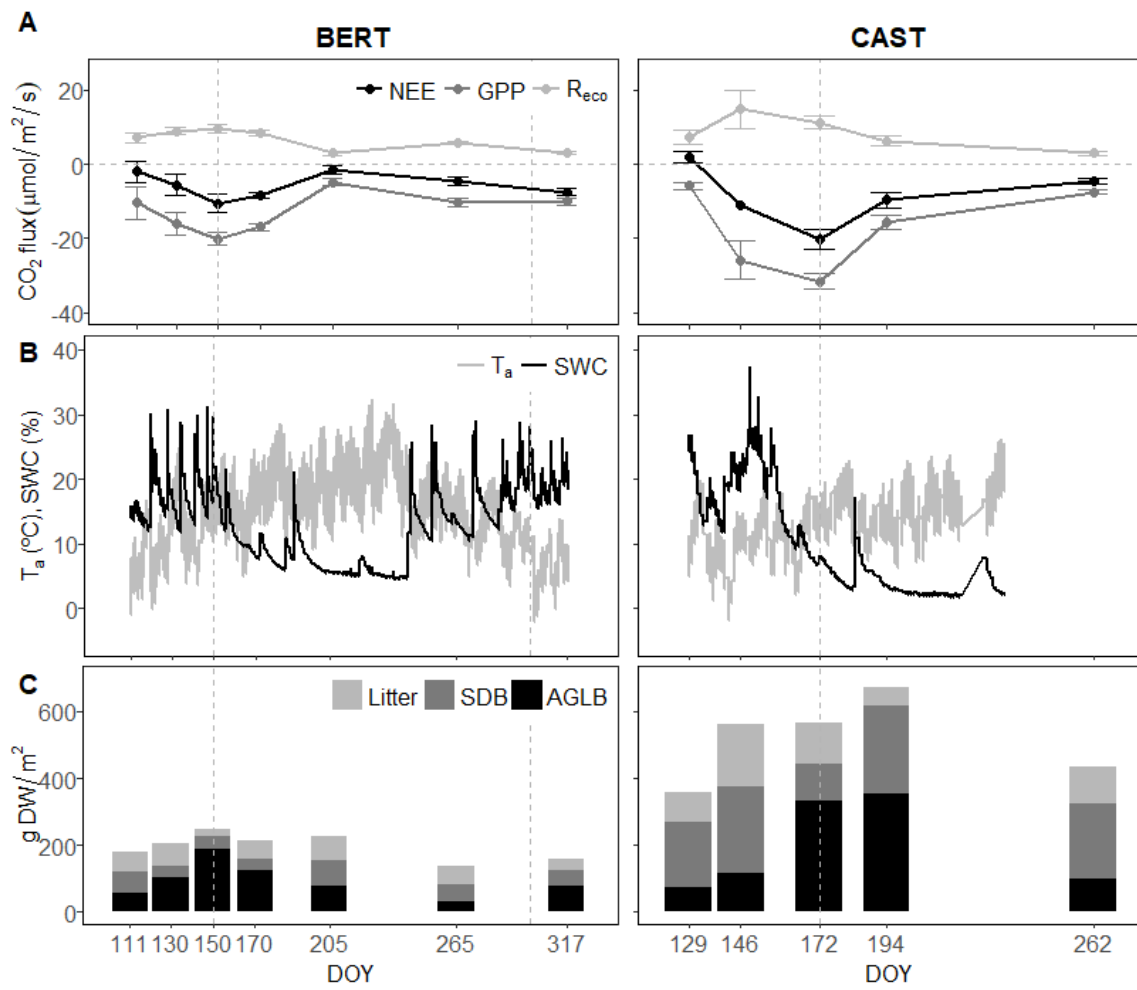 A
BERT
CAST
CO2 flux (μmol/ m2/ s)
20
0
-20
-40
NEE GPP Reco
B
Ta (ºC), SWC (%)
40
30
20
10
0
Ta SWC
C
g DW/ m2
600
400
200
0
Litter SDB AGLB
111 130 150 170 205 265 317
129 146 172 194 262
DOY
DOY